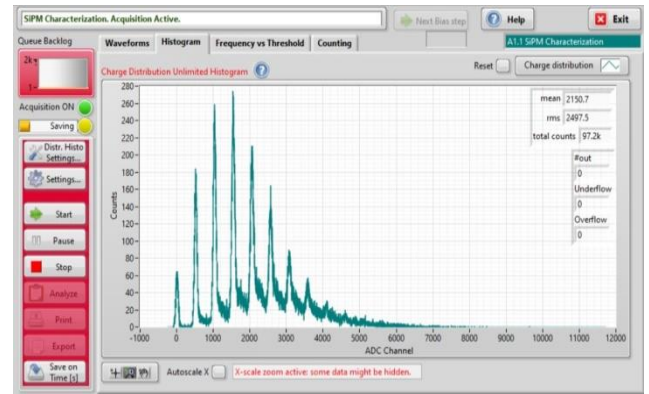 SiPM Characterization. Acquisition Active.
Next Bias step
Help
Exit
Queue Backlog
Waveforms
Histogram
Frequency vs Threshold
Counting
A1.1 SiPM Characterization
2k
1
Charge Distribution Unlimited Histogram
Reset
Charge distribution
Acquisition ON
Saving
Distr. Histo
Settings...
Settings...
Start
Pause
Stop
Analyze
Print
Export
Save on
Time [s]
mean 2150.7
rms 2497.5
total counts 97.2k
#out
0
Underflow
0
Overflow
0
Counts
280
260
240
220
200
180
160
140
120
100
80
60
40
20
0
-1000 0 1000 2000 3000 4000 5000 6000 7000 8000 9000 10000 11000 12000
ADC Channel
Autoscale X
X-scale zoom active: some data might be hidden.